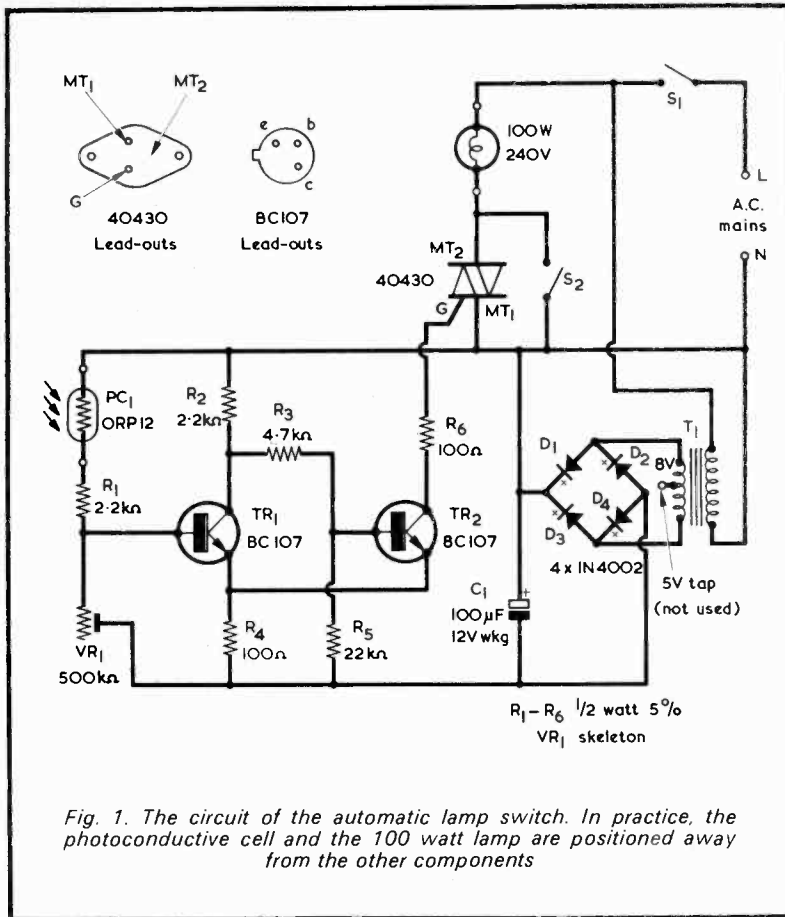 MT1
MT2
G
40430
Lead-outs
e
b
c
BC107
Lead-outs
100W
240V
S1
L
A.C.
mains
N
MT2
40430
G
MT1
S2
PC1
ORP12
R2
2·2kΩ
R3
4·7kΩ
R6
100Ω
R1
2·2kΩ
TR1
BC107
TR2
BC107
D1
D2
D3
D4
4 x IN4002
8V
T1
5V tap
(not used)
C1
+
100µF
12V wkg
VR1
500kΩ
R4
100Ω
R5
22kΩ
R1–R6 1/2 watt 5%
VR1 skeleton
Fig. 1. The circuit of the automatic lamp switch. In practice, the
photoconductive cell and the 100 watt lamp are positioned away
from the other components